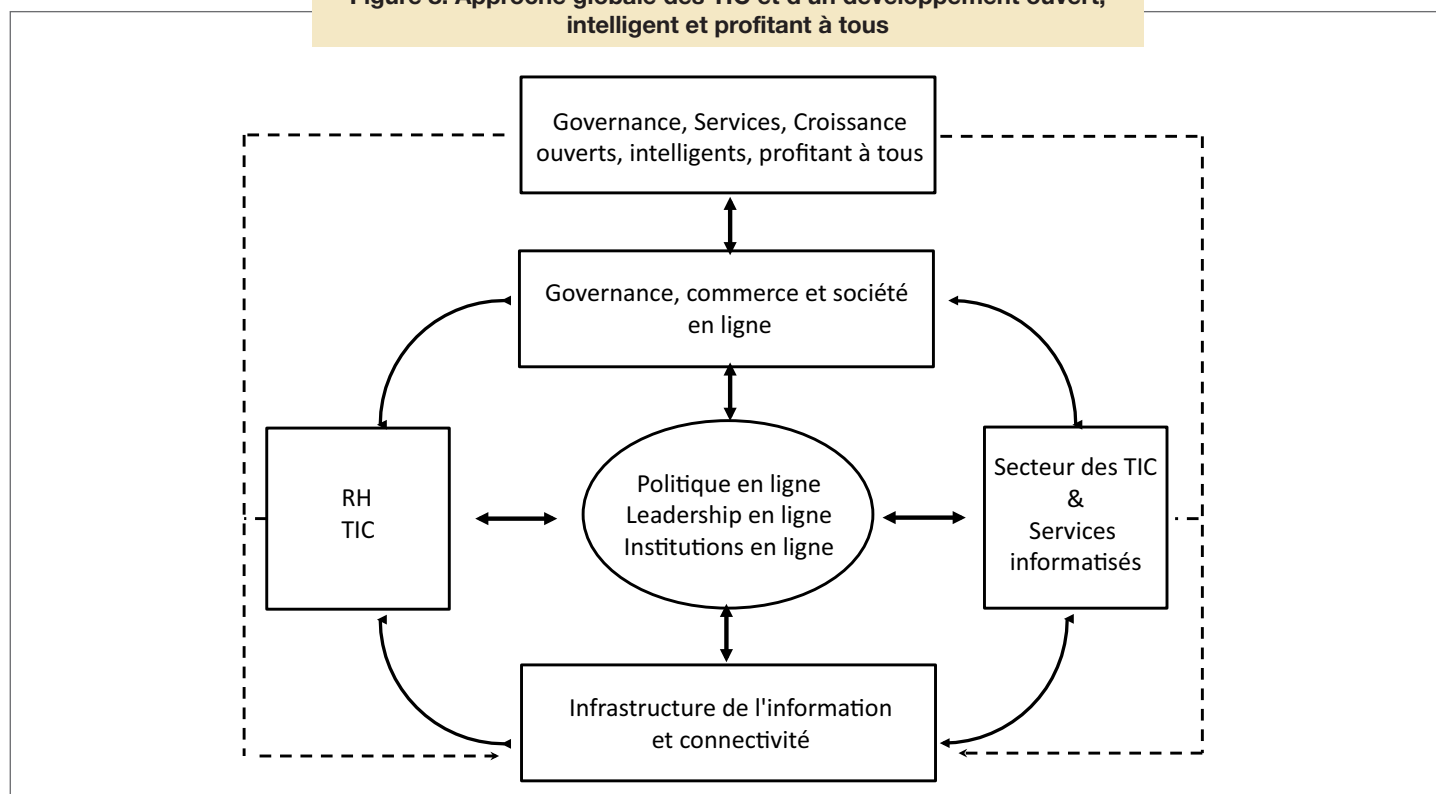 Figure 3. Approche globale des TIC et d'un développement ouvert,
intelligent et profitant à tous
Governance, Services, Croissance
ouverts, intelligents, profitant à tous
Governance, commerce et société
en ligne
RH
TIC
Politique en ligne
Leadership en ligne
Institutions en ligne
Secteur des TIC
&
Services
informatisés
Infrastructure de l'information
et connectivité